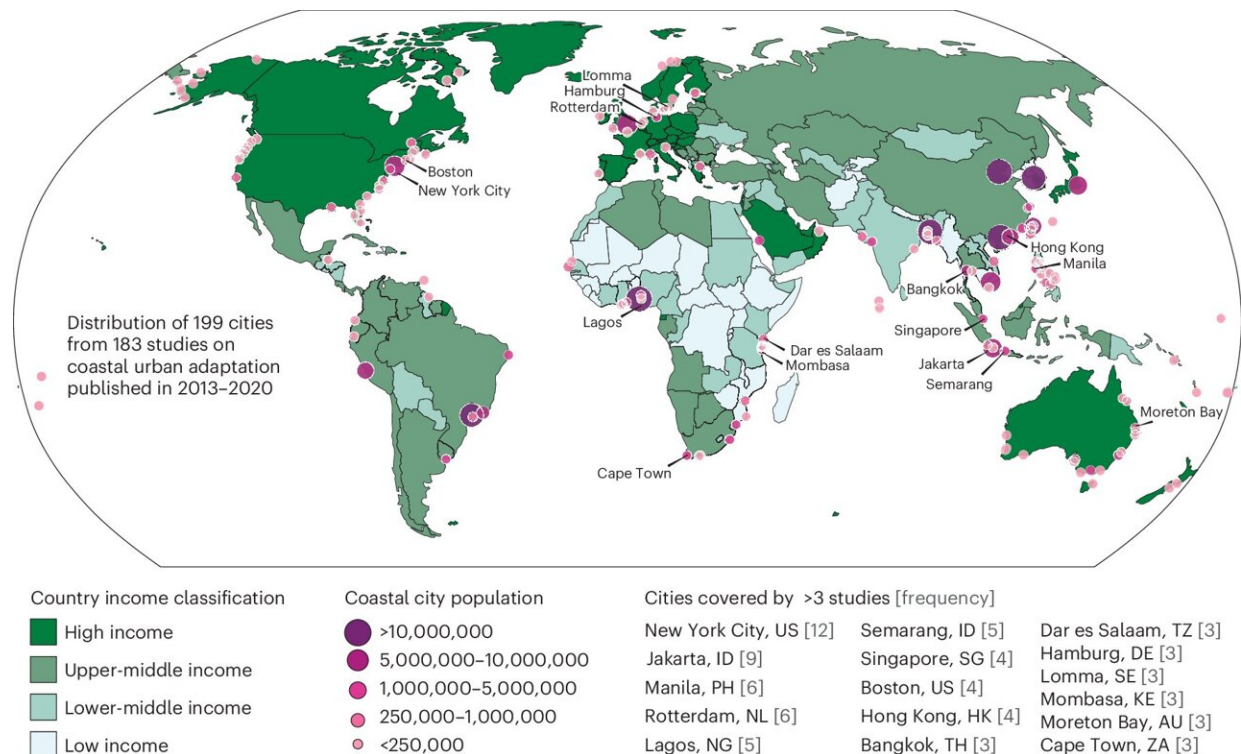 Lomma
Hamburg
Rotterdam
Boston
New York City
Hong Kong
Manila
Bangkok
Lagos
Singapore
Dar es Salaam
Jakarta
Mombasa
Semarang
Moreton Bay
Cape Town
Distribution of 199 cities
from 183 studies on
coastal urban adaptation
published in 2013–2020
Country income classification
High income
Upper-middle income
Lower-middle income
Low income
Coastal city population
>10,000,000
5,000,000–10,000,000
1,000,000–5,000,000
250,000–1,000,000
<250,000
Cities covered by >3 studies [frequency]
New York City, US [12]
Jakarta, ID [9]
Manila, PH [6]
Rotterdam, NL [6]
Lagos, NG [5]
Semarang, ID [5]
Singapore, SG [4]
Boston, US [4]
Hong Kong, HK [4]
Bangkok, TH [3]
Dar es Salaam, TZ [3]
Hamburg, DE [3]
Lomma, SE [3]
Mombasa, KE [3]
Moreton Bay, AU [3]
Cape Town, ZA [3]